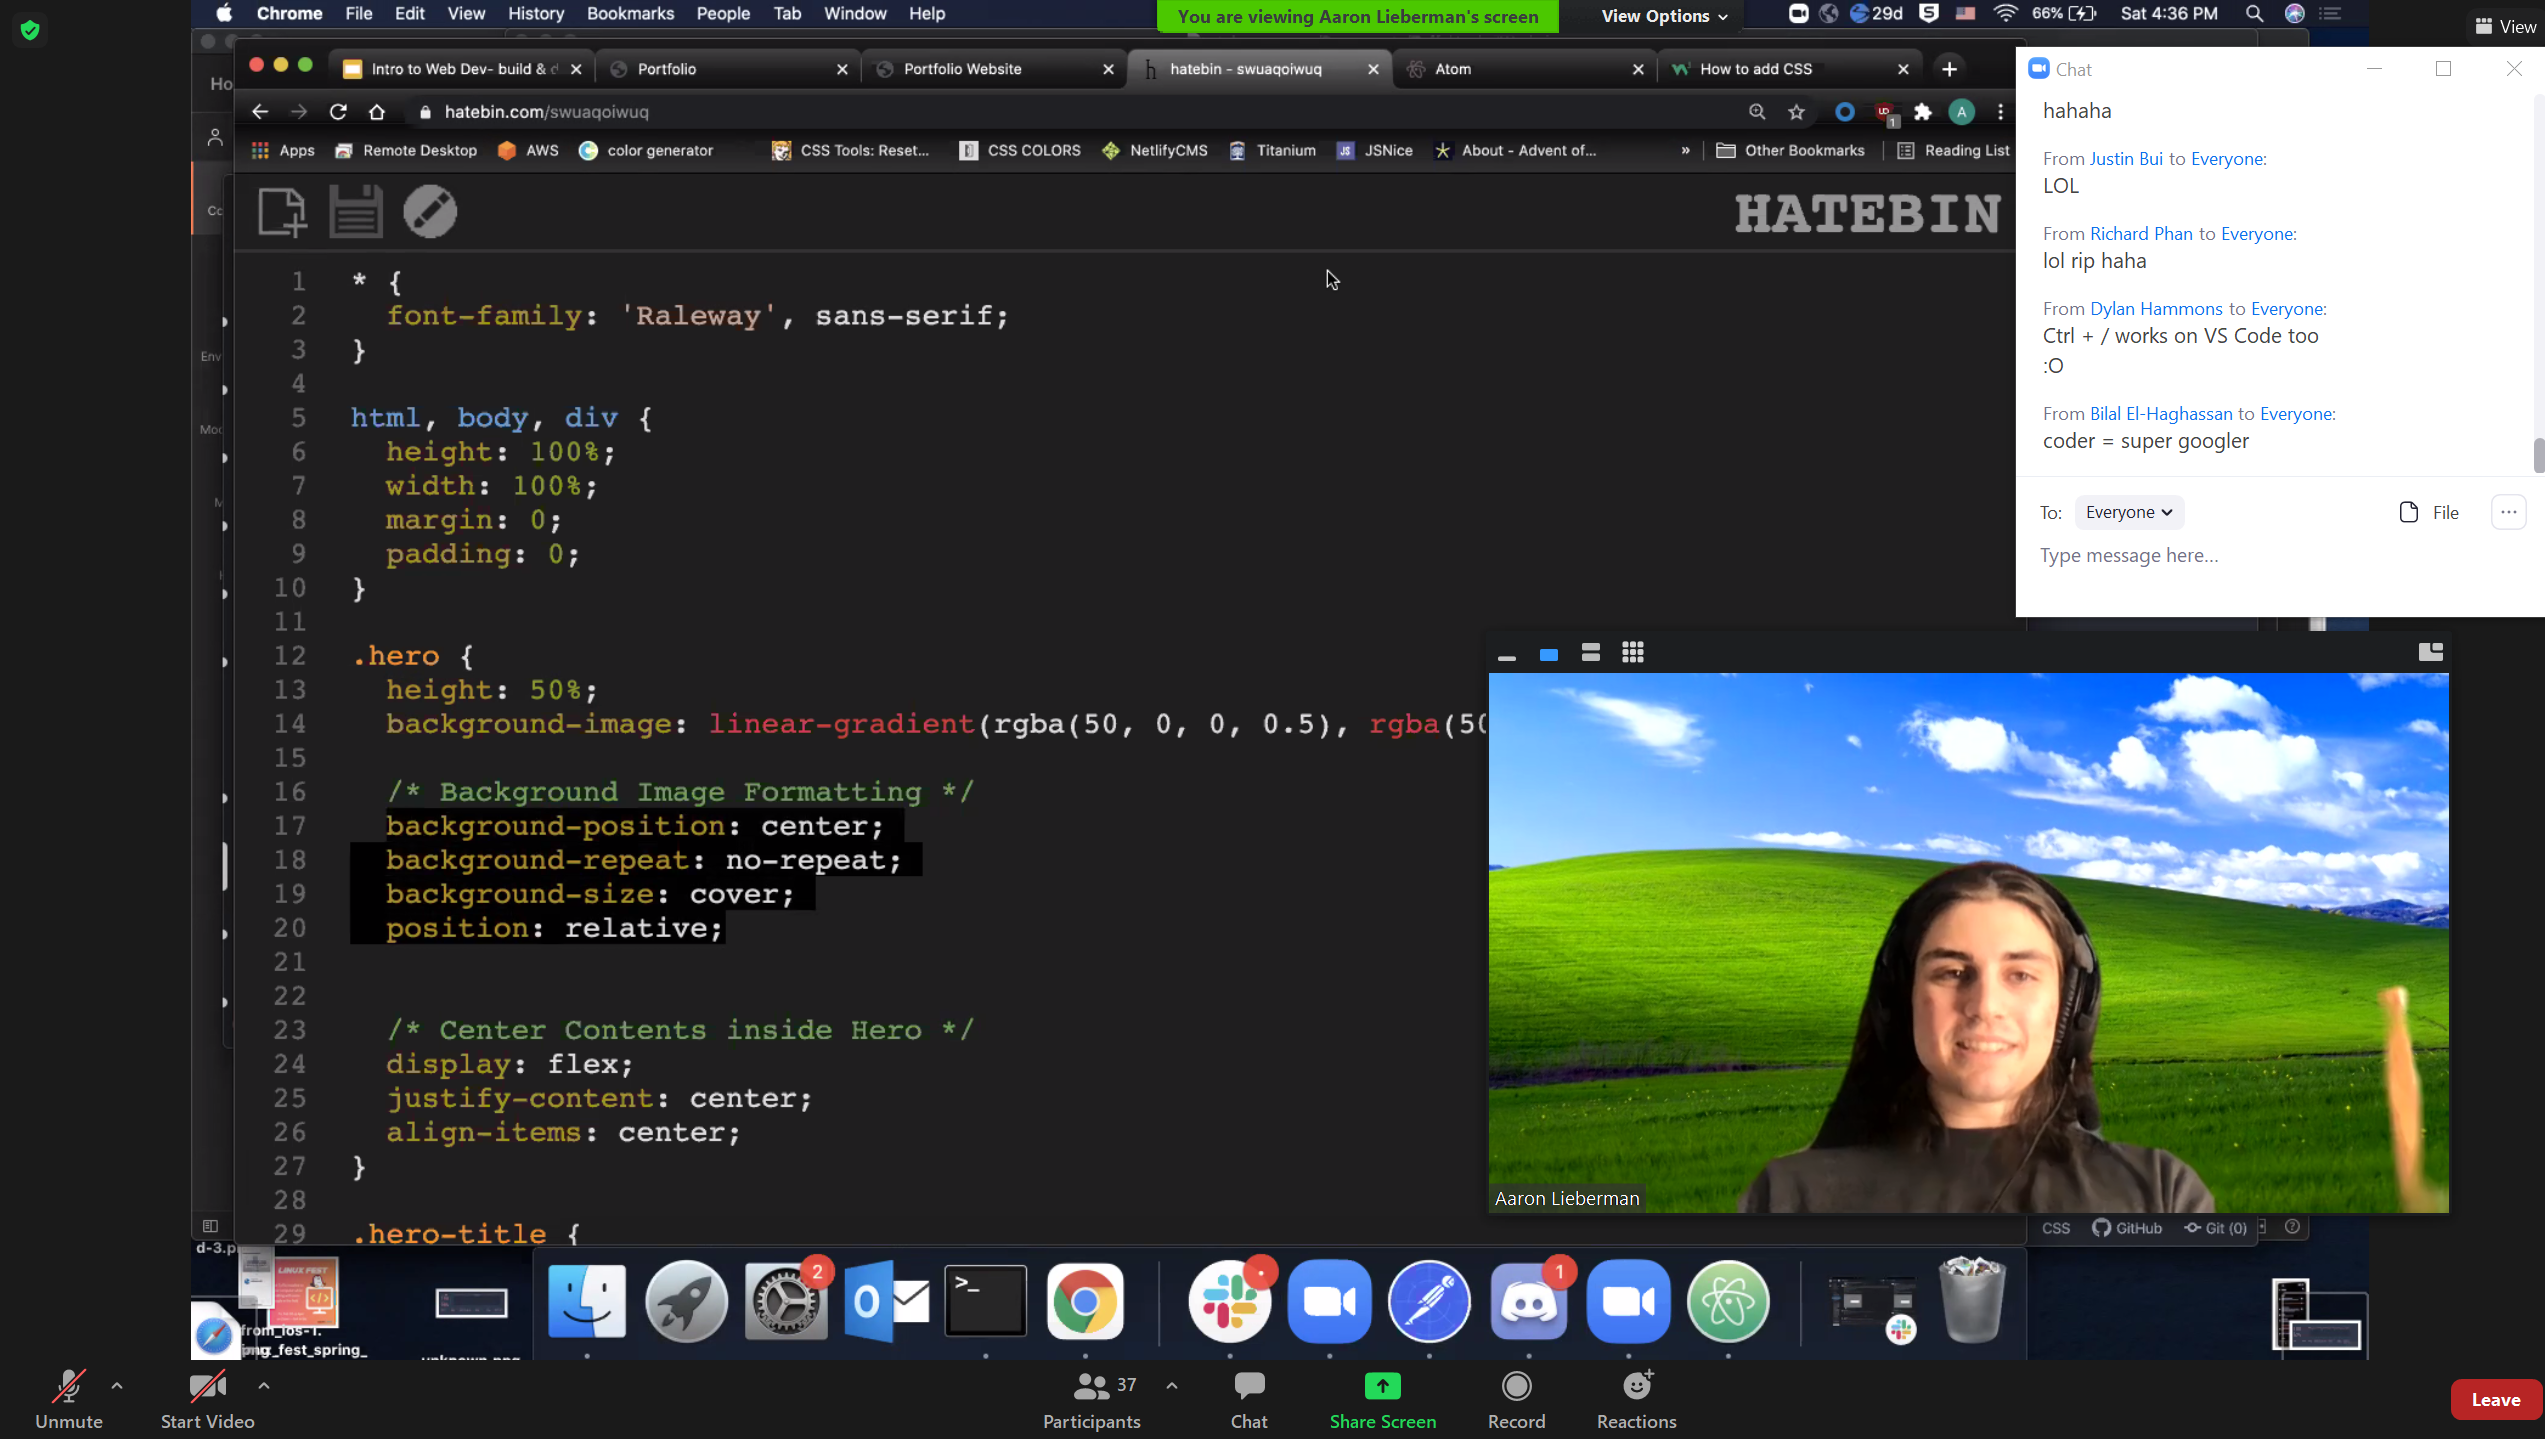 Chrome File Edit View History Bookmarks People Tab Window Help
You are viewing Aaron Lieberman's screen View Options
29d 66% Sat 4:36 PM
View
Intro to Web Dev- build & d
Portfolio
Portfolio Website
hatebin - swuaqoiwuq
Atom
How to add CSS
Ho
hatebin.com/swuaqoiwuq
A
1
Apps Remote Desktop AWS color generator CSS Tools: Reset... CSS COLORS NetlifyCMS Titanium JSNice About - Advent of... » Other Bookmarks Reading List
HATEBIN
Cc
Env
Moc
1 * {
2 font-family: 'Raleway', sans-serif;
3 }
4
5 html, body, div {
6 height: 100%;
7 width: 100%;
8 margin: 0;
9 padding: 0;
10 }
11
12 .hero {
13 height: 50%;
14 background-image: linear-gradient(rgba(50, 0, 0, 0.5), rgba(50
15
16 /* Background Image Formatting */
17 background-position: center;
18 background-repeat: no-repeat;
19 background-size: cover;
20 position: relative;
21
22
23 /* Center Contents inside Hero */
24 display: flex;
25 justify-content: center;
26 align-items: center;
27 }
28
29 .hero-title {
Chat
hahaha
From Justin Bui to Everyone:
LOL
From Richard Phan to Everyone:
lol rip haha
From Dylan Hammons to Everyone:
Ctrl + / works on VS Code too
:O
From Bilal El-Haghassan to Everyone:
coder = super googler
To: Everyone
File
Type message here...
Aaron Lieberman
CSS GitHub Git (0)
d-3.p
LINUX FEST
from_ios-1.
fest_spring_
unknown.png
2
1
Unmute
Start Video
37
Participants
Chat
Share Screen
Record
Reactions
Leave